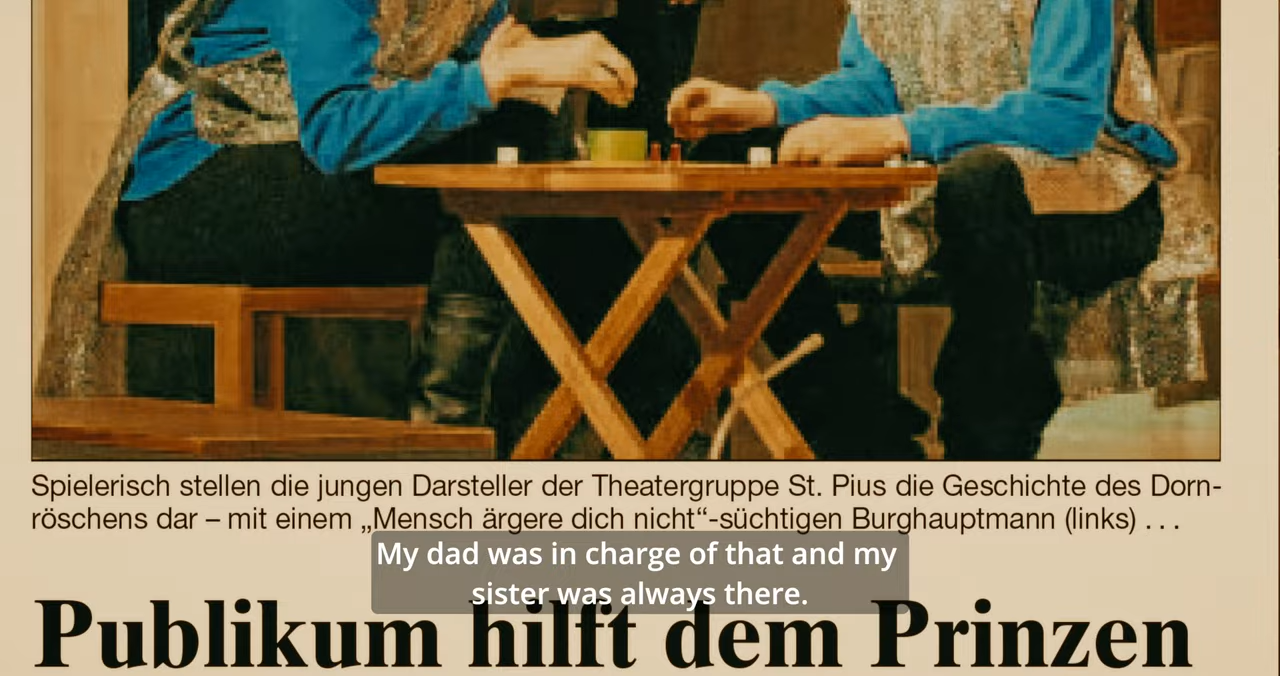 Spielerisch stellen die jungen Darsteller der Theatergruppe St. Pius die Geschichte des Dorn-
röschens dar – mit einem „Mensch ärgere dich nicht“-süchtigen Burghauptmann (links) . . .
My dad was in charge of that and my
sister was always there.
Publikum hilft dem Prinzen